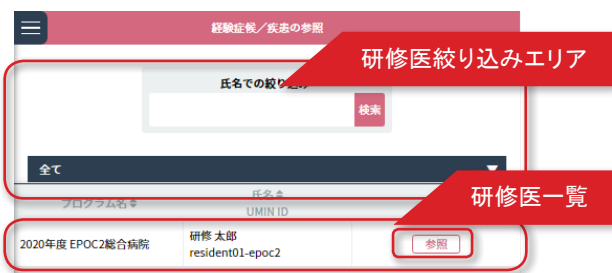 経験症候／疾患の参照
研修医絞り込みエリア
氏名での絞り込み
検索
全て
研修医一覧
プログラム名
氏名
UMIN ID
2020年度 EPOC2総合病院
研修 太郎
resident01-epoc2
参照